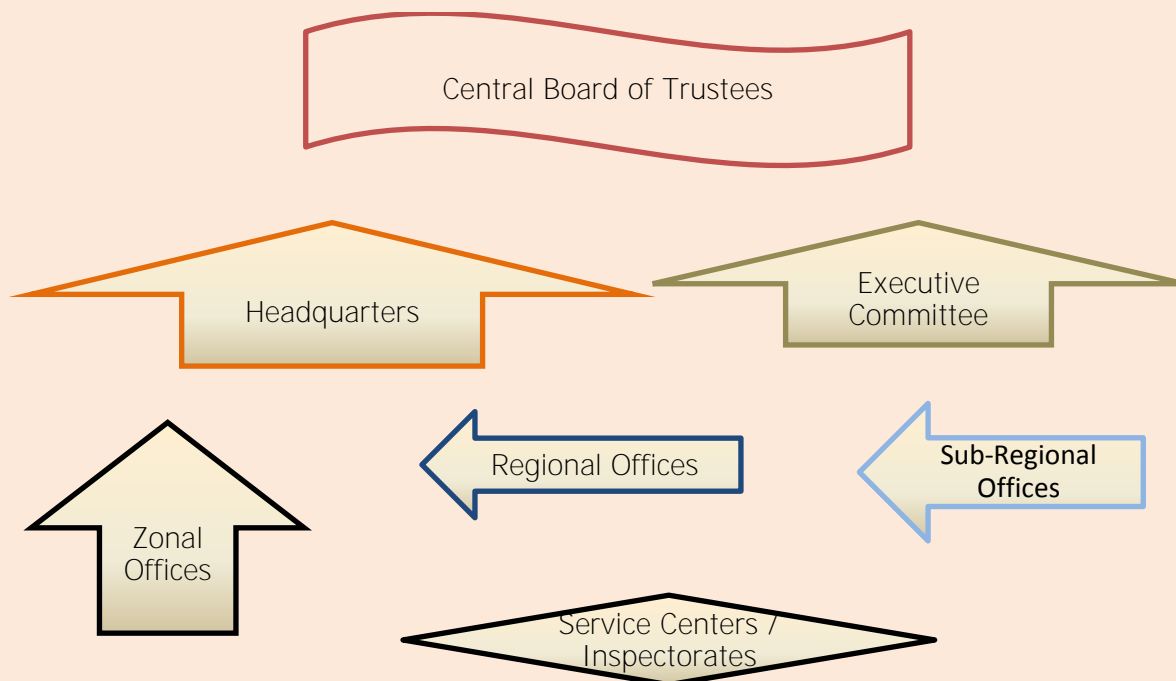 Central Board of Trustees
Headquarters
Executive
Committee
Regional Offices
Sub-Regional
Offices
Zonal
Offices
Service Centers /
Inspectorates